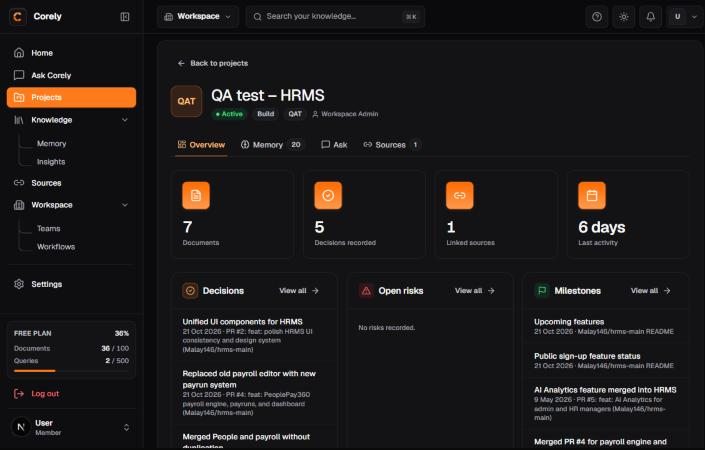 Corely
Workspace
Search your knowledge...
⌘K
U
Home
Ask Corely
Projects
Knowledge
Memory
Insights
Sources
Workspace
Teams
Workflows
Settings
FREE PLAN 36%
Documents 36 / 100
Queries 2 / 500
Log out
N
User
Member
Back to projects
QAT
QA test – HRMS
Active
Build
QAT
Workspace Admin
Overview
Memory 20
Ask
Sources 1
7
Documents
5
Decisions recorded
1
Linked sources
6 days
Last activity
Decisions
View all
Unified UI components for HRMS
21 Oct 2026 · PR #2: feat: polish HRMS UI
consistency and design system
(Malay146/hrms-main)
Replaced old payroll editor with new
payrun system
21 Oct 2026 · PR #4: feat: PeoplePay360
payroll engine, payruns, and dashboard
(Malay146/hrms-main)
Merged People and payroll without
duplication
Open risks
View all
No risks recorded.
Milestones
View all
Upcoming features
21 Oct 2026 · Malay146/hrms-main README
Public sign-up feature status
21 Oct 2026 · Malay146/hrms-main README
AI Analytics feature merged into HRMS
9 May 2026 · PR #5: feat: AI Analytics for
admin and HR managers (Malay146/hrms-
main)
Merged PR #4 for payroll engine and